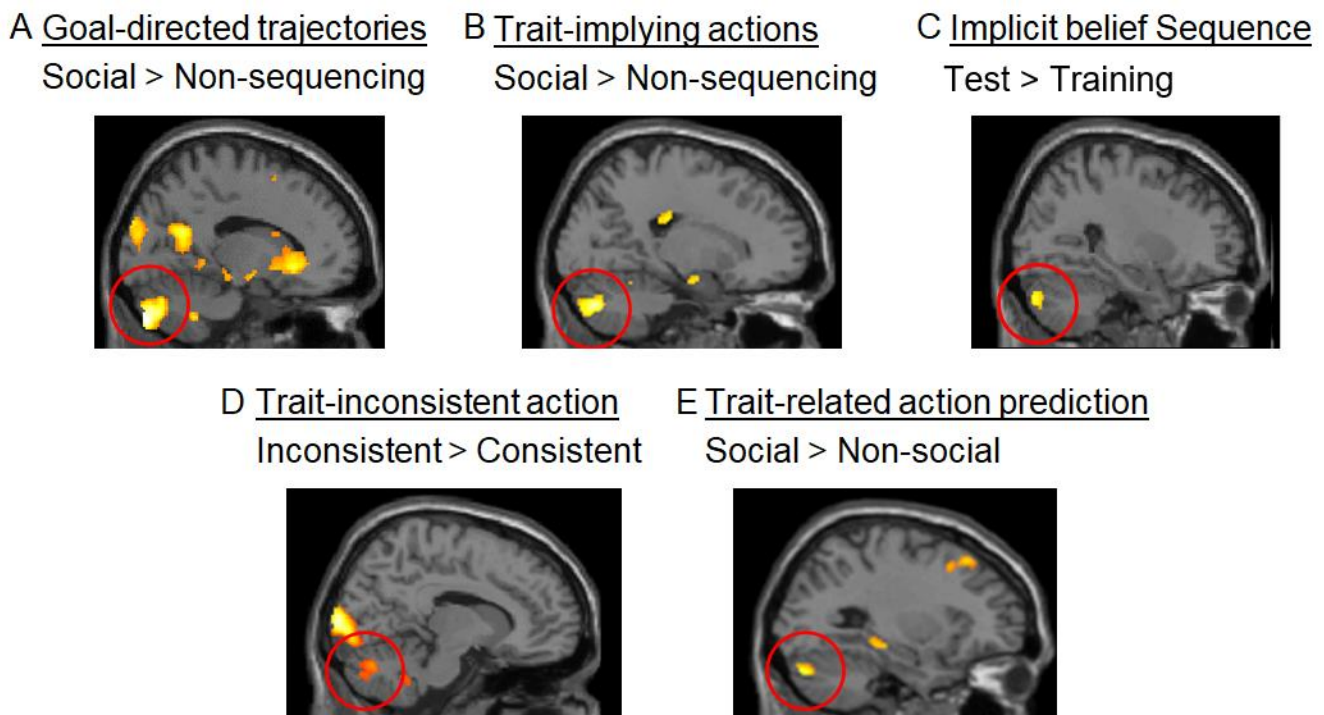 A Goal-directed trajectories
Social > Non-sequencing
B Trait-implying actions
Social > Non-sequencing
C Implicit belief Sequence
Test > Training
D Trait-inconsistent action
Inconsistent > Consistent
E Trait-related action prediction
Social > Non-social